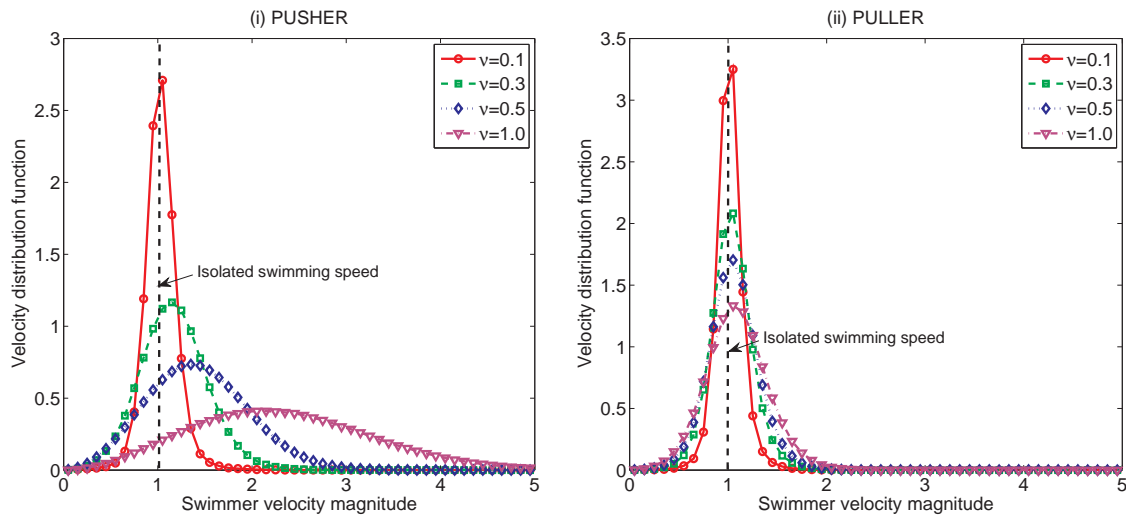 (i) PUSHER
3
2.5
2
1.5
1
0.5
0
0
1
2
3
4
5
Velocity distribution function
Swimmer velocity magnitude
ν=0.1
ν=0.3
ν=0.5
ν=1.0
Isolated swimming speed
(ii) PULLER
3.5
3
2.5
2
1.5
1
0.5
0
0
1
2
3
4
5
Velocity distribution function
Swimmer velocity magnitude
ν=0.1
ν=0.3
ν=0.5
ν=1.0
Isolated swimming speed